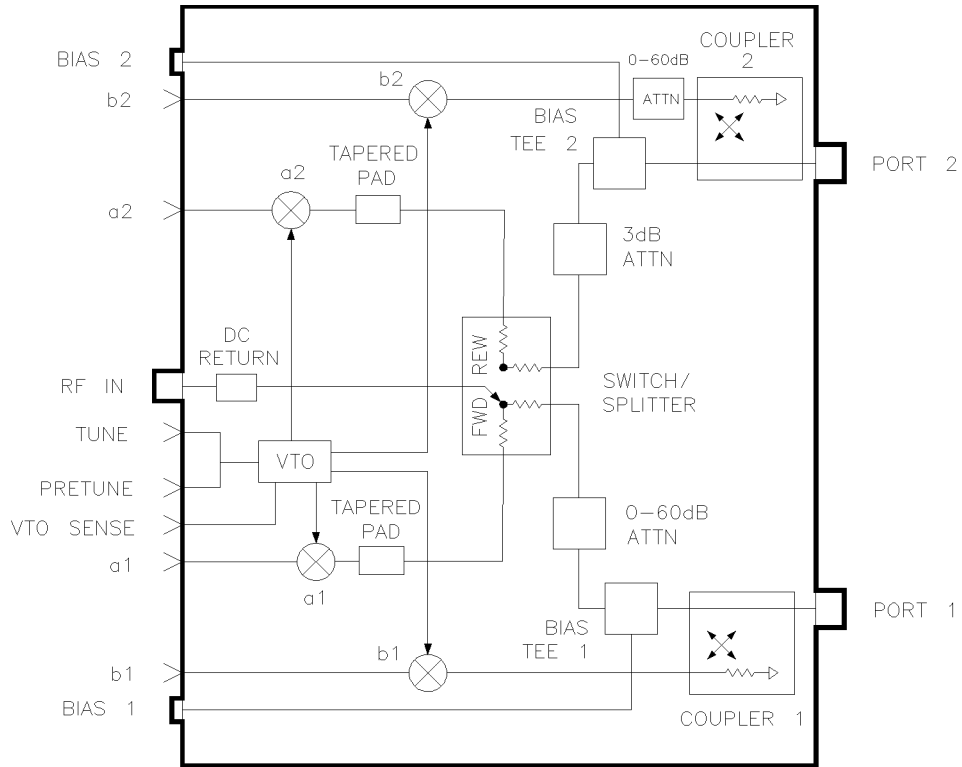 COUPLER
2
0-60dB
BIAS 2
b2
b2
ATTN
BIAS
TEE 2
PORT 2
TAPERED
PAD
a2
a2
3dB
ATTN
DC
RETURN
REW
FWD
SWITCH/
SPLITTER
RF IN
TUNE
VTO
PRETUNE
VTO SENSE
TAPERED
PAD
0-60dB
ATTN
a1
a1
PORT 1
BIAS
TEE 1
b1
b1
BIAS 1
COUPLER 1